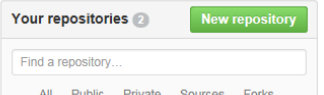 Your repositories 2 New repository
Find a repository...
All Public Private Sources Forks